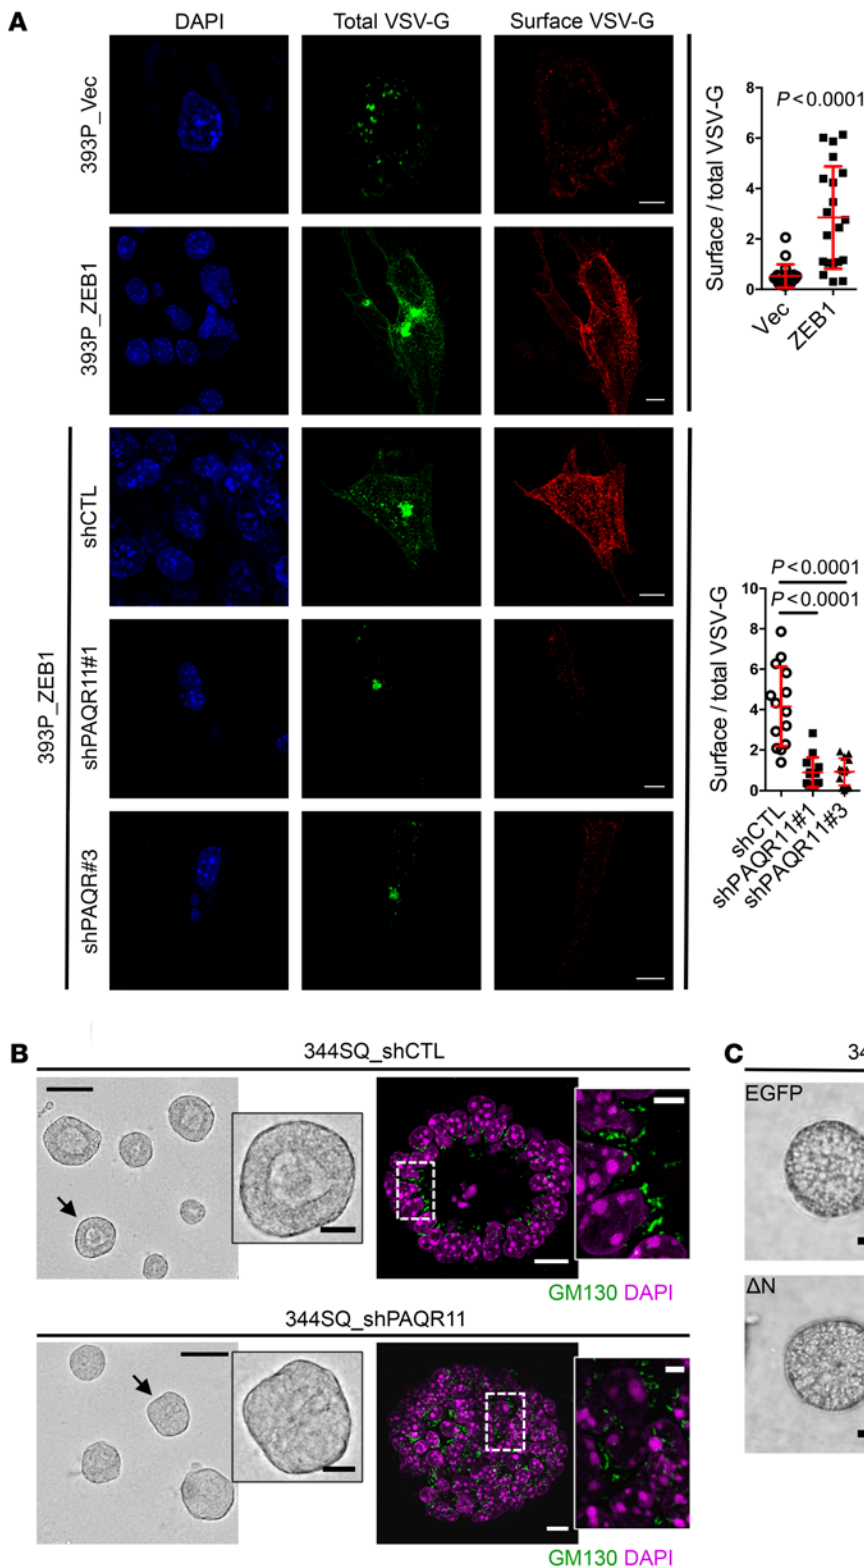 A
DAPI
Total VSV-G
Surface VSV-G
393P_Vec
393P_ZEB1
393P_ZEB1
shCTL
shPAQR11#1
shPAQR#3
Surface / total VSV-G
8
6
4
2
0
P < 0.0001
Vec
ZEB1
Surface / total VSV-G
10
8
6
4
2
0
P < 0.0001
P < 0.0001
shCTL
shPAQR11#1
shPAQR11#3
B
344SQ_shCTL
GM130 DAPI
344SQ_shPAQR11
GM130 DAPI
C
EGFP
ΔN